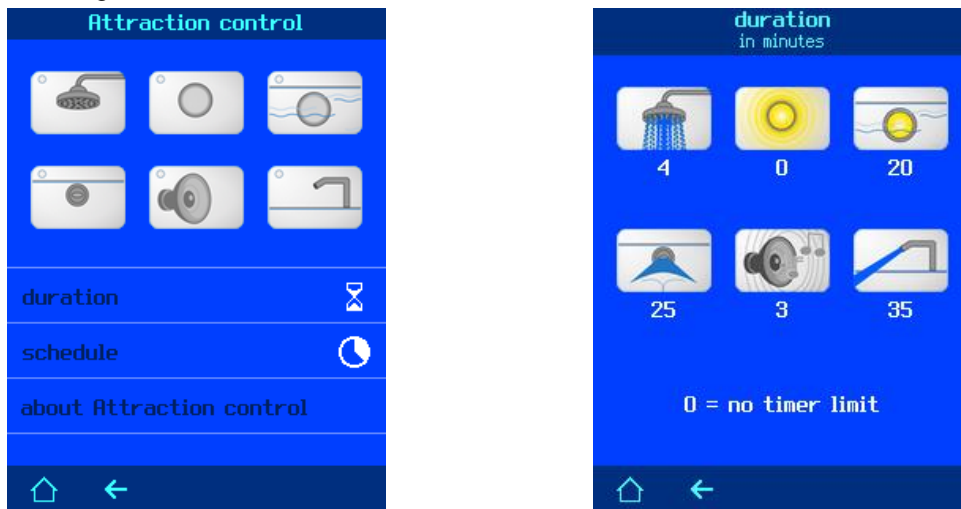 Attraction control
duration
schedule
about Attraction control
duration
in minutes
4 0 20
25 3 35
0 = no timer limit